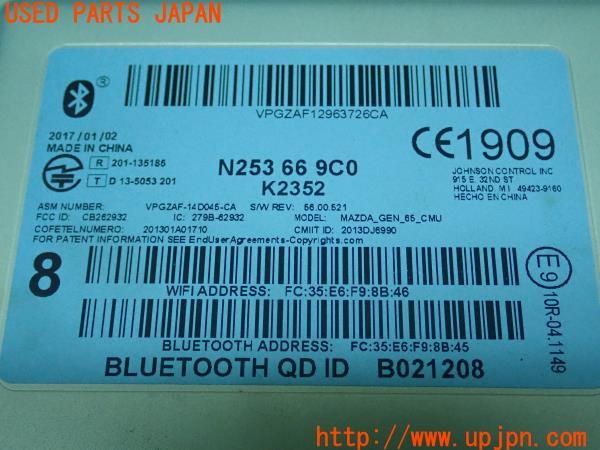 USED PARTS JAPAN
®
VPGZAF12963726CA
2017/01/02
MADE IN CHINA
R 201-135185
T D 13-5053 201
N253 66 9C0
K2352
CE1909
JOHNSON CONTROL INC
915 E. 32ND ST
HOLLAND, MI 49423-9160
HECHO EN CHINA
ASM NUMBER: VPGZAF-14D045-CA S/W REV: 56.00.521
FCC ID: CB262932 IC: 279B-62932 MODEL: MAZDA_GEN_65_CMU
COFETELNUMERO: 201301A01710 CMIIT ID: 2013DJ6990
FOR PATENT INFORMATION SEE EndUserAgreements-Copyrights.com
8
WIFI ADDRESS: FC:35:E6:F9:8B:46
BLUETOOTH ADDRESS: FC:35:E6:F9:8B:45
BLUETOOTH QD ID B021208
E9
10R-04.1149
UPJ http://www.upjpn.com/